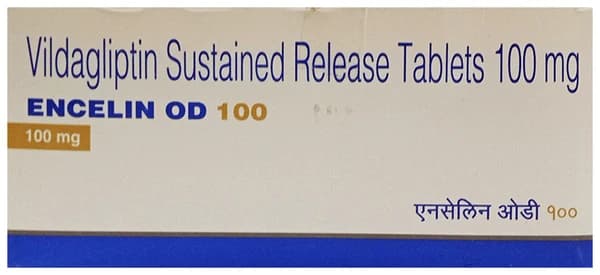 Vildagliptin Sustained Release Tablets 100 mg
ENCELIN OD 100
100 mg
एनसेलिन ओडी १००